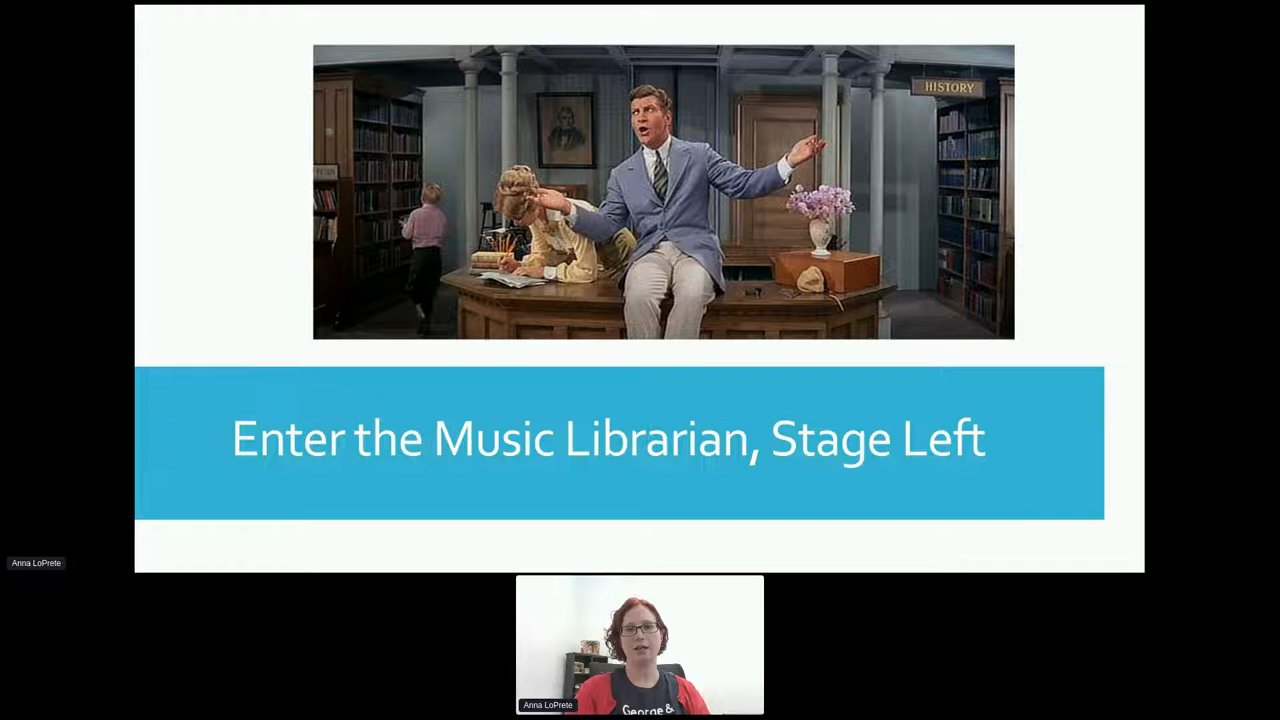 HISTORY
Enter the Music Librarian, Stage Left
Anna LoPrete
Anna LoPrete
George &